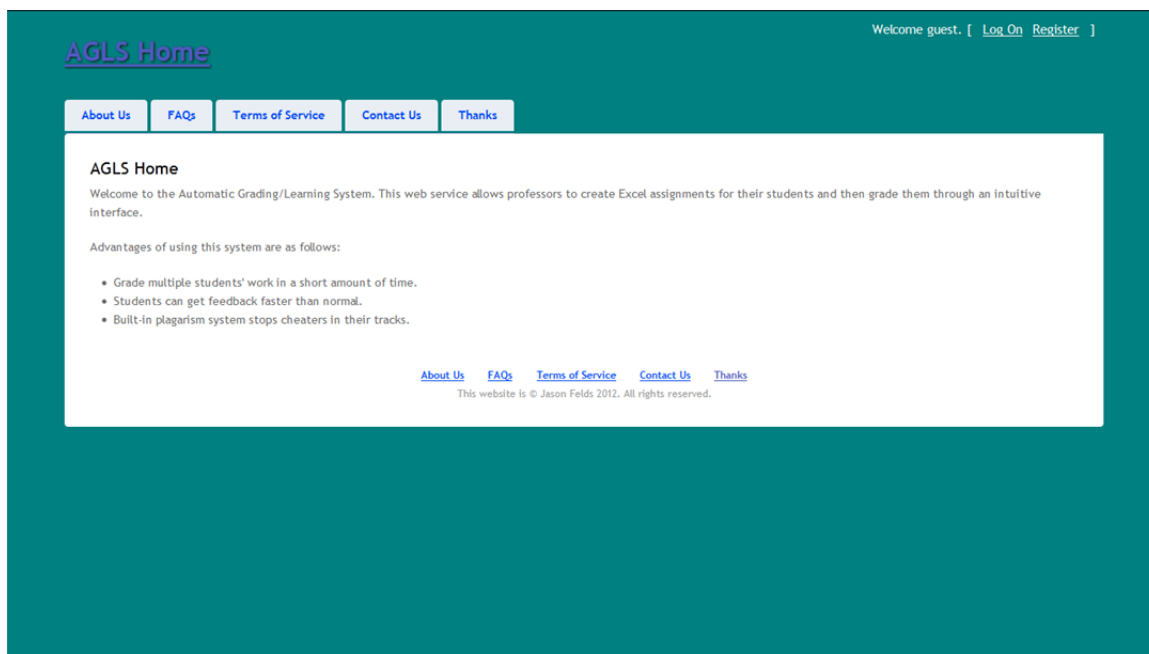 Welcome guest. [ Log On Register ]
AGLS Home
About Us FAQs Terms of Service Contact Us Thanks
AGLS Home
Welcome to the Automatic Grading/Learning System. This web service allows professors to create Excel assignments for their students and then grade them through an intuitive
interface.
Advantages of using this system are as follows:
• Grade multiple students' work in a short amount of time.
• Students can get feedback faster than normal.
• Built-in plagarism system stops cheaters in their tracks.
About Us FAQs Terms of Service Contact Us Thanks
This website is © Jason Felds 2012. All rights reserved.